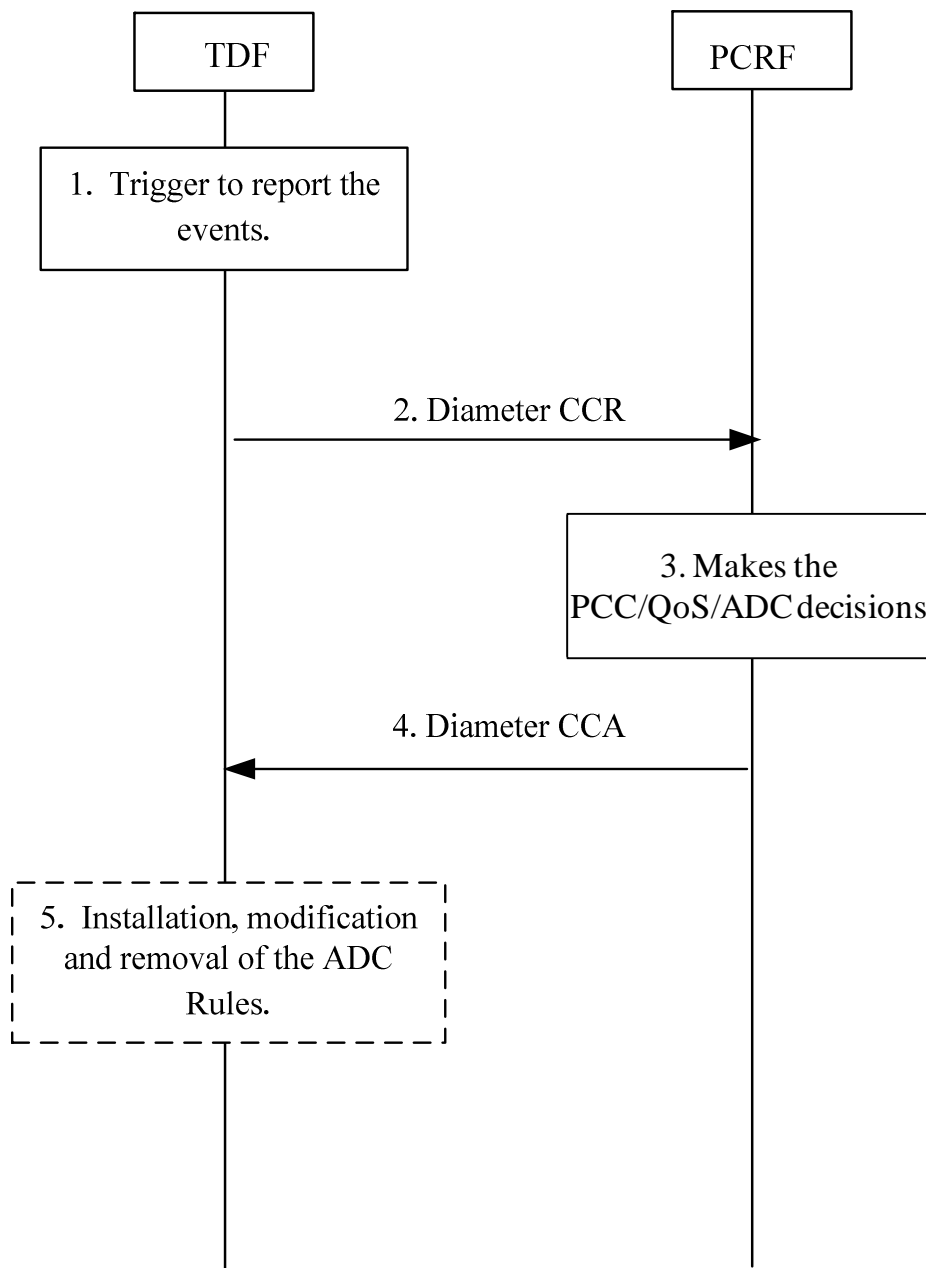 TDF
PCRF
1. Trigger to report the
events.
2. Diameter CCR
3. Makes the
PCC/QoS/ADC decisions
4. Diameter CCA
5. Installation, modification
and removal of the ADC
Rules.